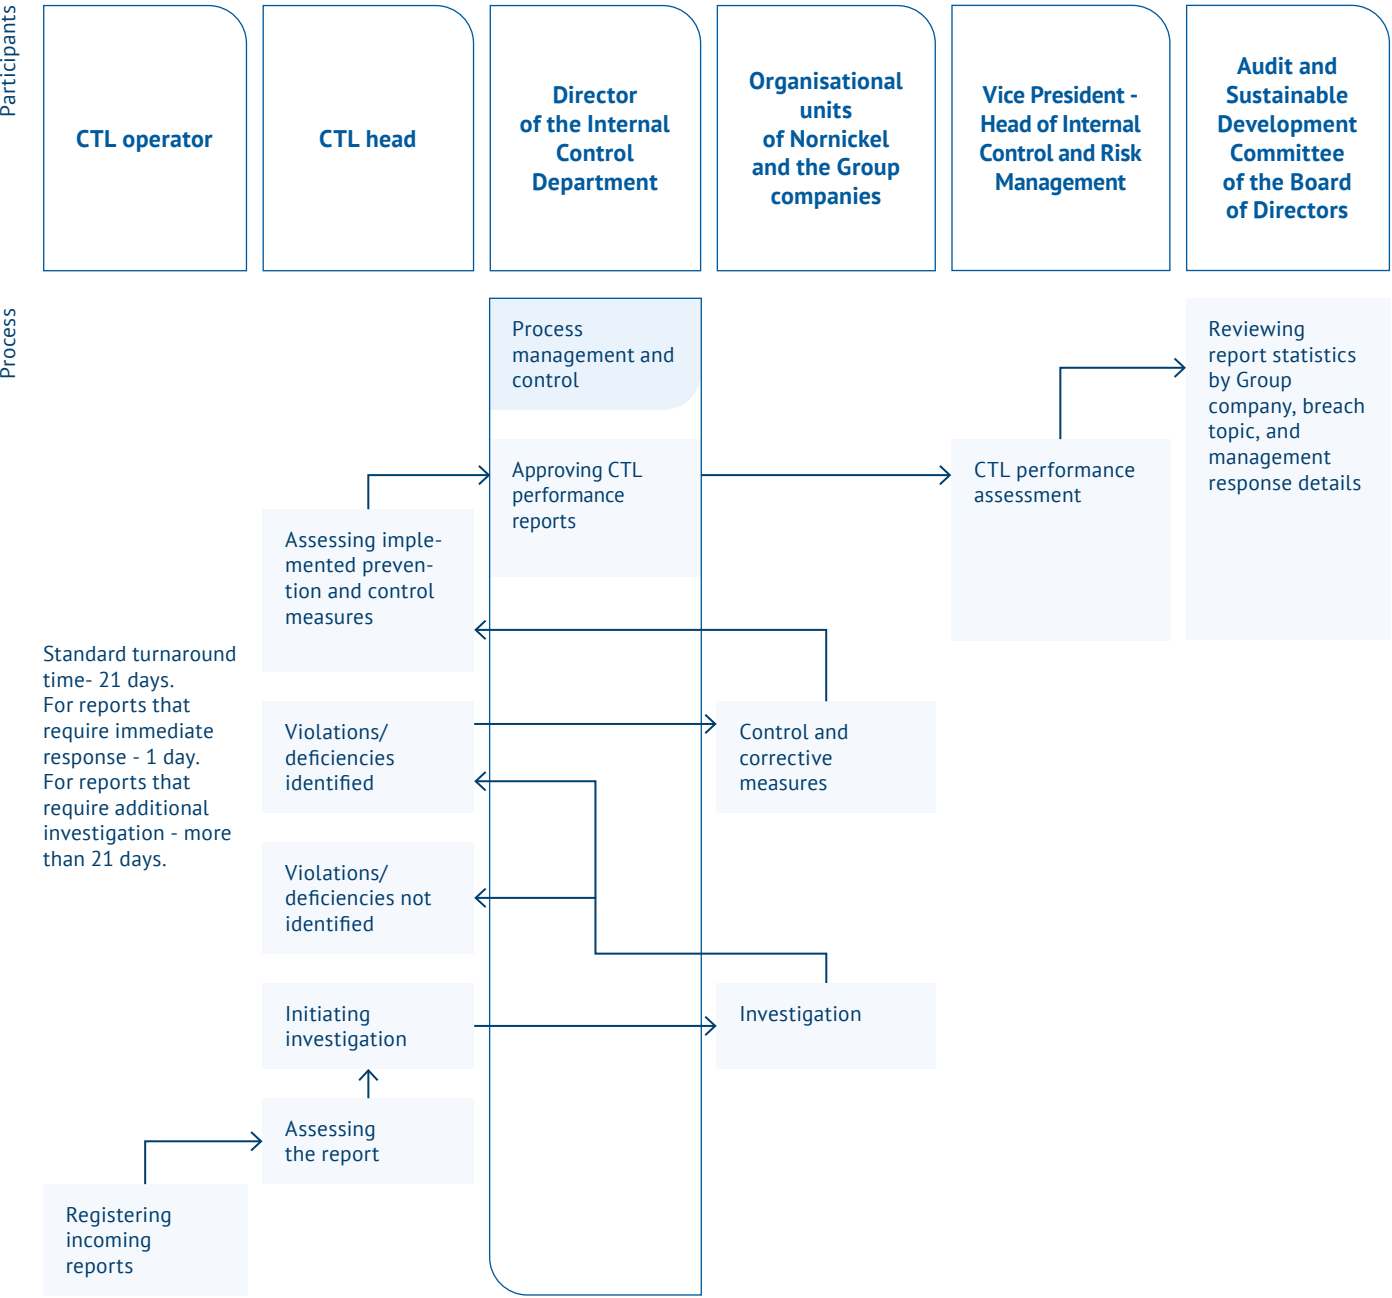 Participants
CTL operator
CTL head
Director
of the Internal
Control
Department
Organisational
units
of Nornickel
and the Group
companies
Vice President -
Head of Internal
Control and Risk
Management
Audit and
Sustainable
Development
Committee
of the Board
of Directors
Process
Process
management and
control
Reviewing
report statistics
by Group
company, breach
topic, and
management
response details
Approving CTL
performance
reports
CTL performance
assessment
Assessing imple-
mented preven-
tion and control
measures
Standard turnaround
time- 21 days.
For reports that
require immediate
response - 1 day.
For reports that
require additional
investigation - more
than 21 days.
Violations/
deficiencies
identified
Control and
corrective
measures
Violations/
deficiencies not
identified
Initiating
investigation
Investigation
Assessing
the report
Registering
incoming
reports